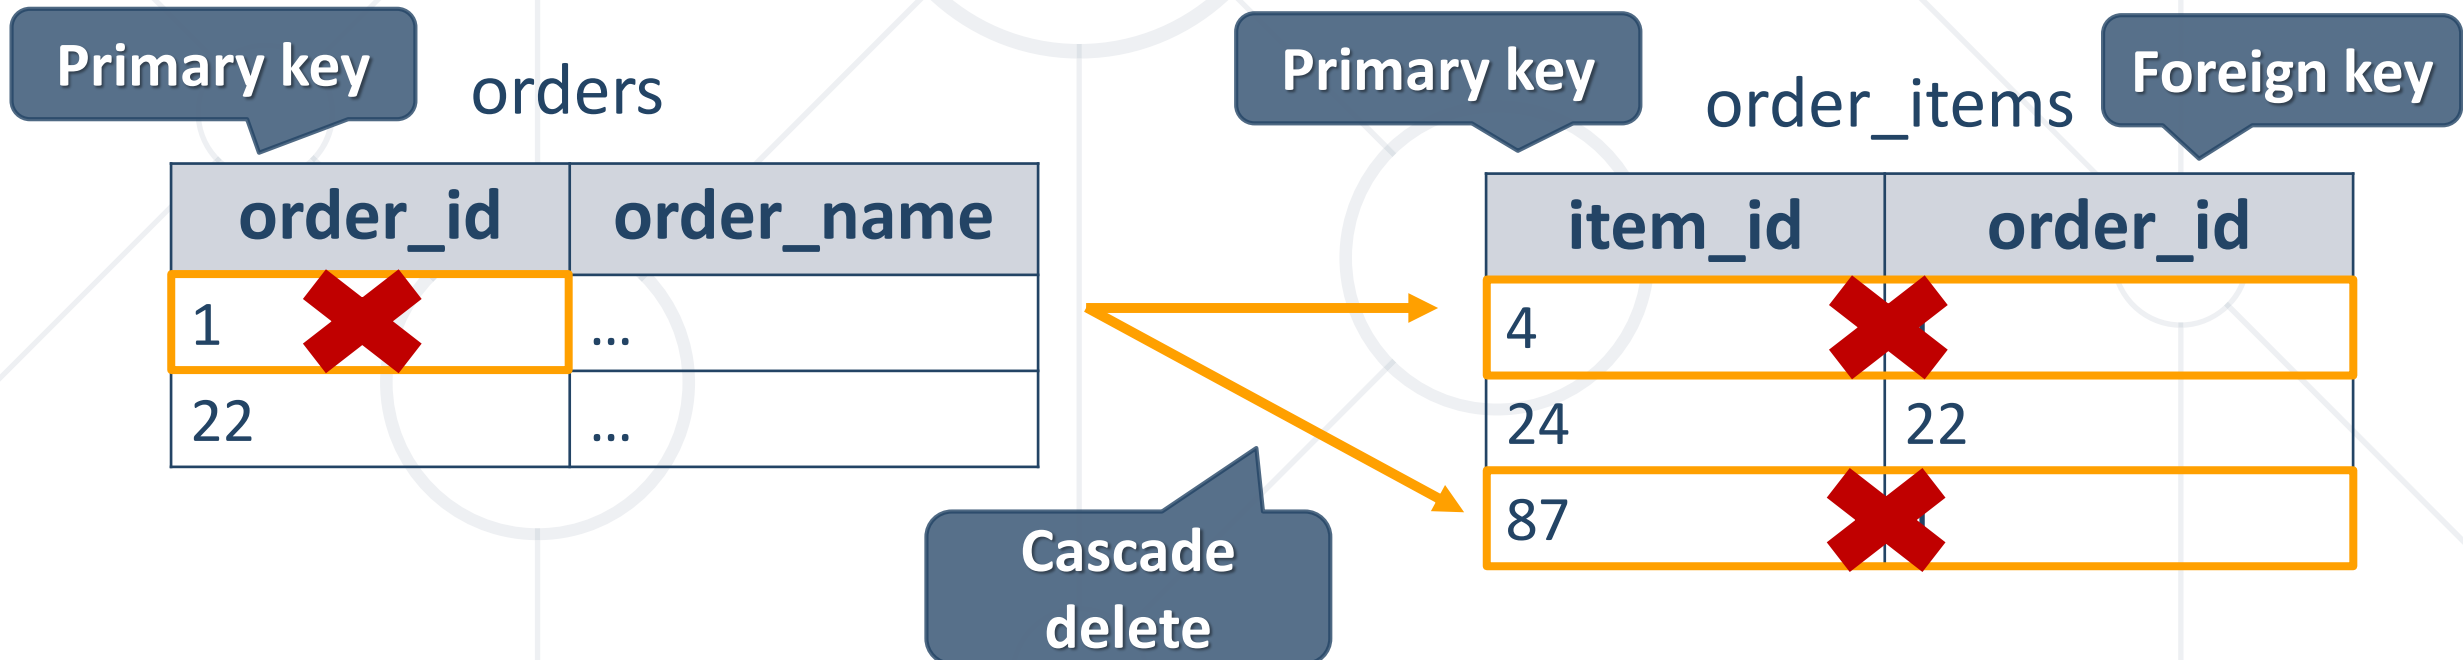 Primary key
orders
Primary key
order_items
Foreign key
order_id order_name
1 ...
22 ...
item_id order_id
4
24 22
87
Cascade
delete